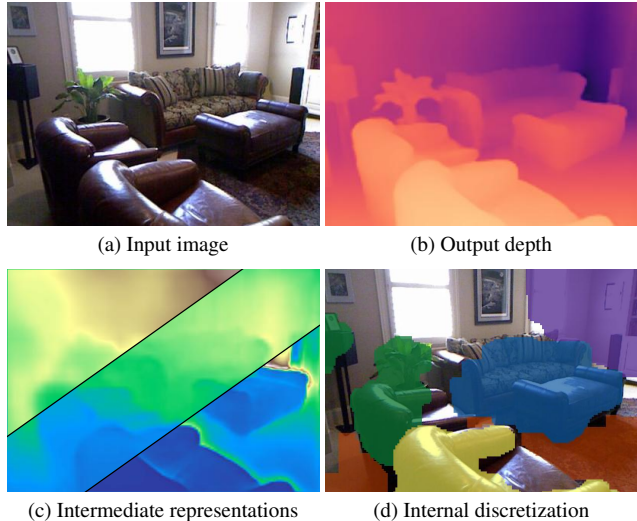 (a) Input image
(b) Output depth
(c) Intermediate representations
(d) Internal discretization